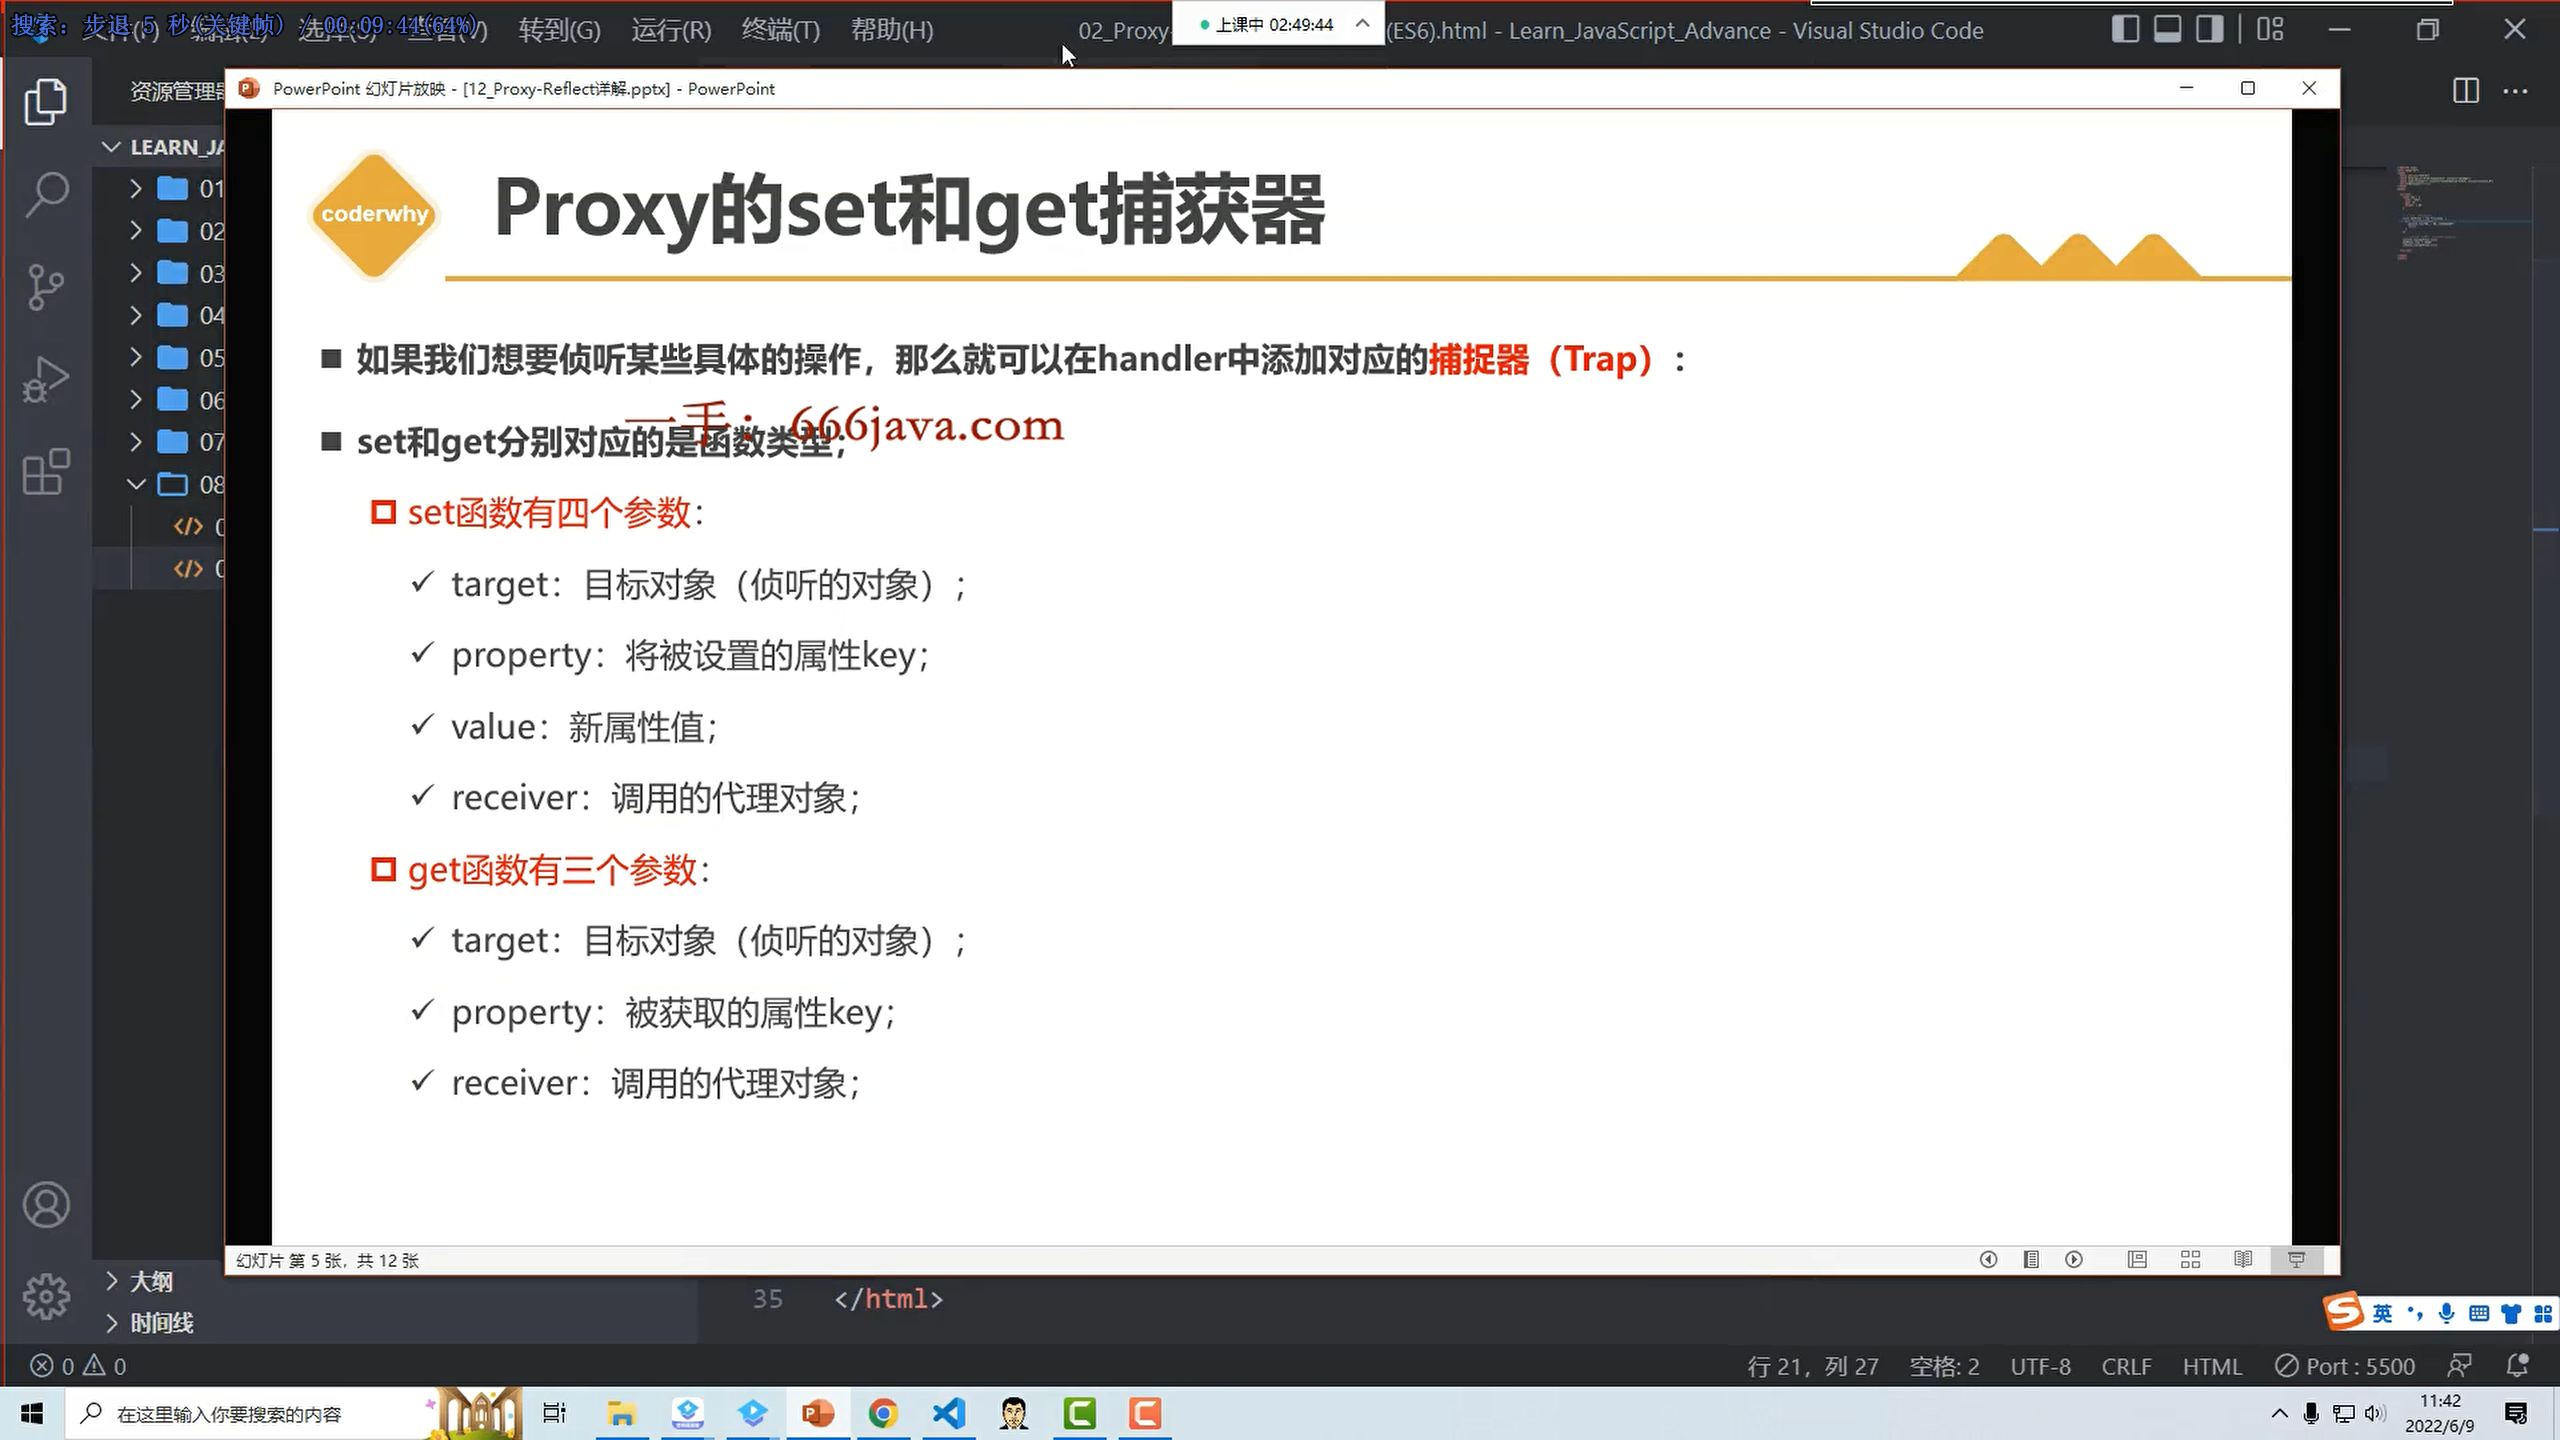 搜索: 步退 5 秒(关键帧) / 00:09:44(64%)
转到(G) 运行(R) 终端(T) 帮助(H)
02_Proxy-
上课中 02:49:44
(ES6).html - Learn_JavaScript_Advance - Visual Studio Code
资源管理器
PowerPoint 幻灯片放映 - [12_Proxy-Reflect详解.pptx] - PowerPoint
LEARN_JA
01
02
03
04
05
06
07
08
coderwhy
Proxy的set和get捕获器
如果我们想要侦听某些具体的操作，那么就可以在handler中添加对应的捕捉器（Trap）：
一手：666java.com
set和get分别对应的是函数类型；
set函数有四个参数：
target：目标对象（侦听的对象）；
property：将被设置的属性key；
value：新属性值；
receiver：调用的代理对象；
get函数有三个参数：
target：目标对象（侦听的对象）；
property：被获取的属性key；
receiver：调用的代理对象；
幻灯片 第 5 张，共 12 张
大纲
时间线
35 </html>
英
0 0
行 21，列 27 空格: 2 UTF-8 CRLF HTML Port : 5500
在这里输入你要搜索的内容
11:42
2022/6/9